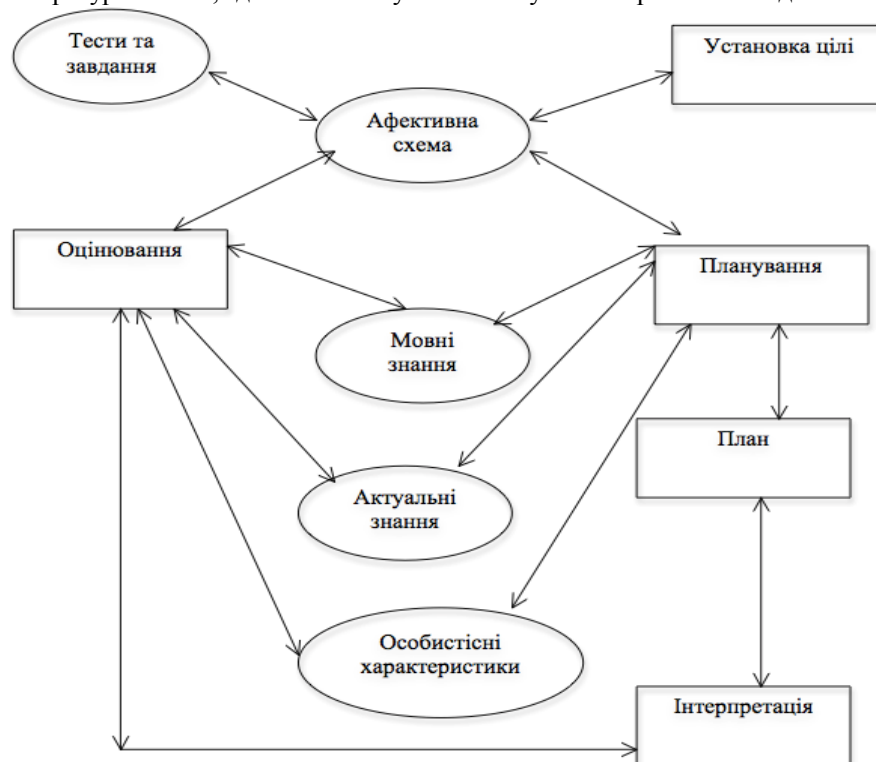 Тести та
завдання
Установка цілі
Афективна
схема
Оцінювання
Планування
Мовні
знання
План
Актуальні
знання
Особистісні
характеристики
Інтерпретація